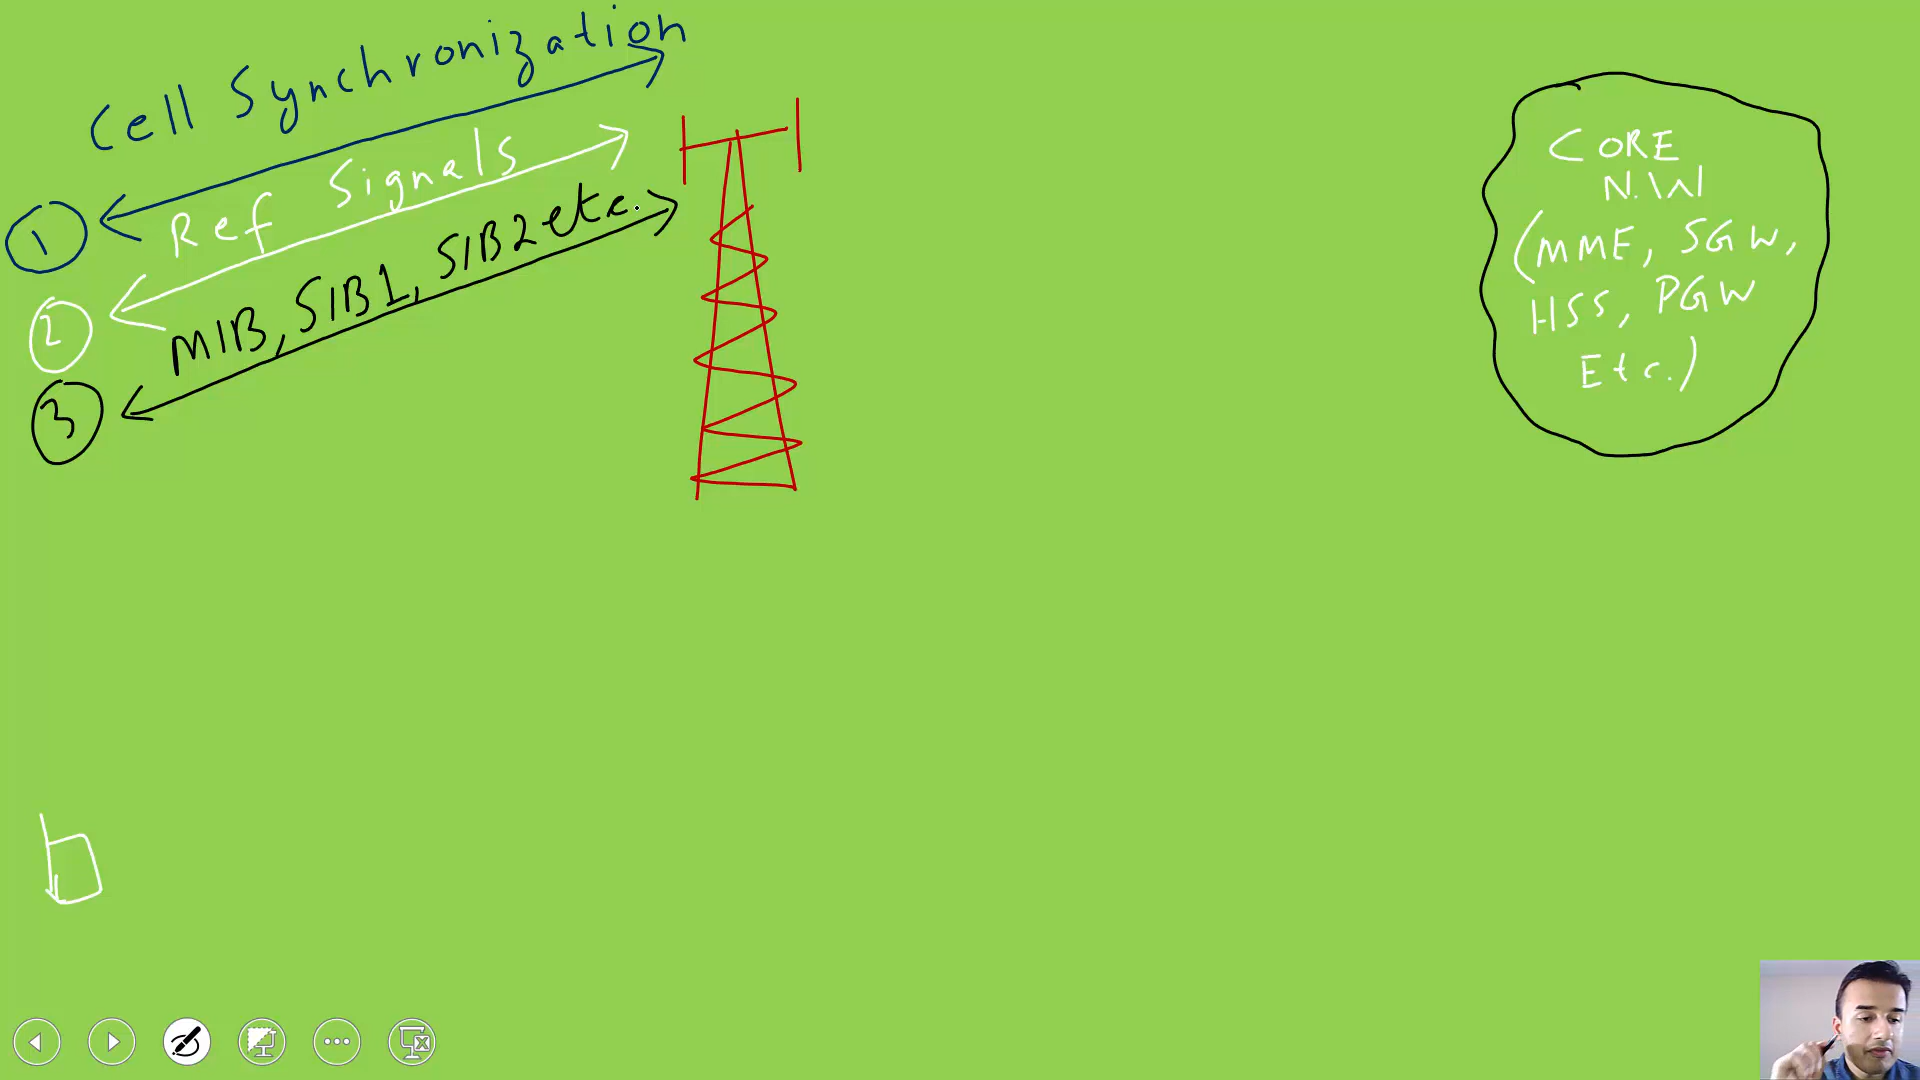 Cell Synchronization
1
Ref Signals
2
MIB, SIB1, SIB2 etc.
3
CORE
N.W
(MME, SGW,
HSS, PGW
Etc.)